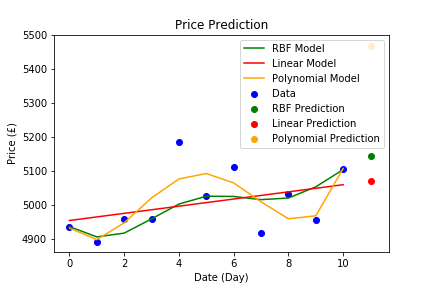 Price Prediction
Price (£)
5500
5400
5300
5200
5100
5000
4900
RBF Model
Linear Model
Polynomial Model
Data
RBF Prediction
Linear Prediction
Polynomial Prediction
0 2 4 6 8 10
Date (Day)